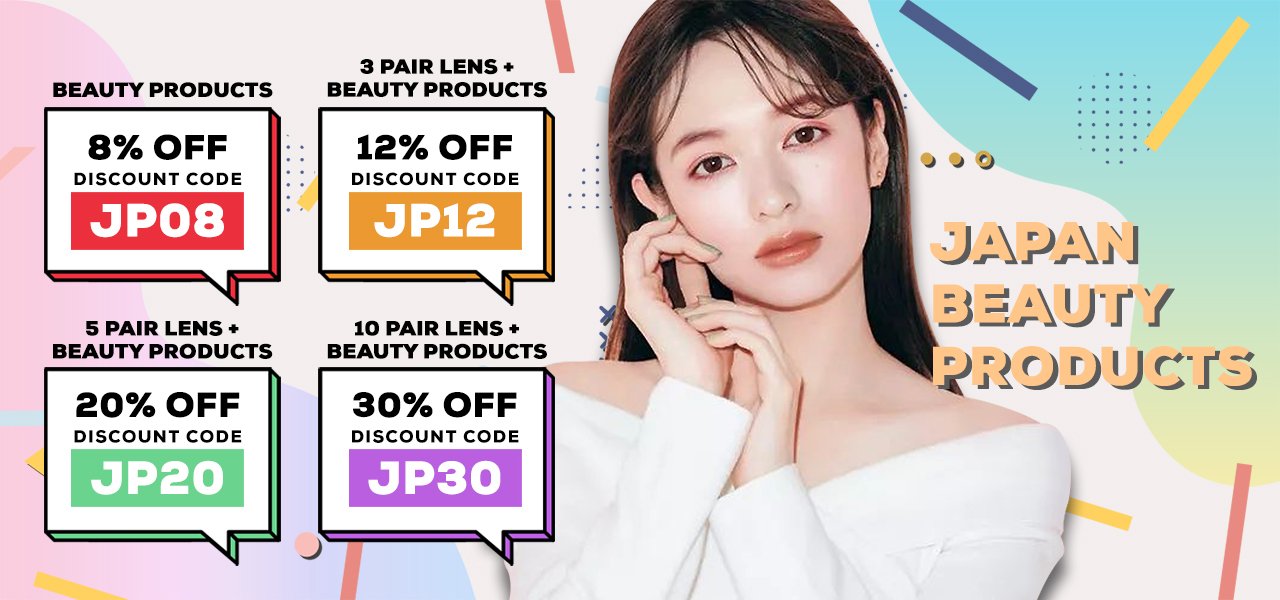 BEAUTY PRODUCTS
8% OFF
DISCOUNT CODE
JP08
3 PAIR LENS +
BEAUTY PRODUCTS
12% OFF
DISCOUNT CODE
JP12
5 PAIR LENS +
BEAUTY PRODUCTS
20% OFF
DISCOUNT CODE
JP20
10 PAIR LENS +
BEAUTY PRODUCTS
30% OFF
DISCOUNT CODE
JP30
JAPAN
BEAUTY
PRODUCTS